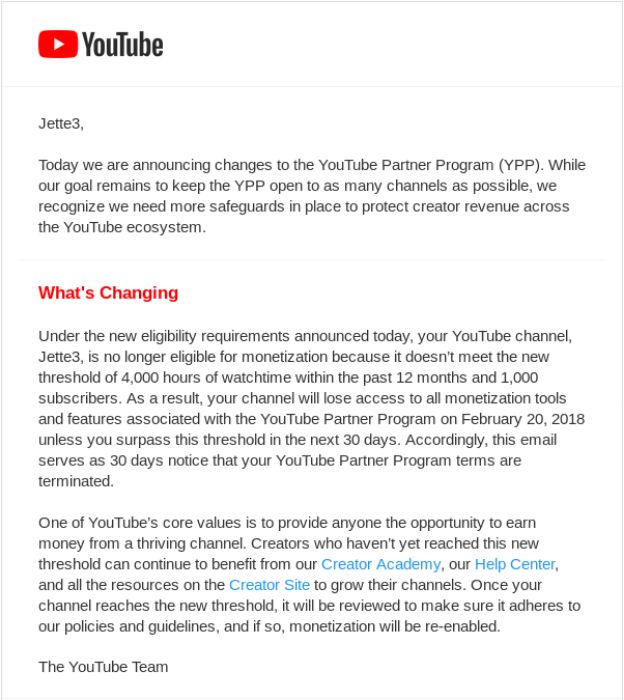 YouTube
Jette3,
Today we are announcing changes to the YouTube Partner Program (YPP). While
our goal remains to keep the YPP open to as many channels as possible, we
recognize we need more safeguards in place to protect creator revenue across
the YouTube ecosystem.
What's Changing
Under the new eligibility requirements announced today, your YouTube channel,
Jette3, is no longer eligible for monetization because it doesn't meet the new
threshold of 4,000 hours of watchtime within the past 12 months and 1,000
subscribers. As a result, your channel will lose access to all monetization tools
and features associated with the YouTube Partner Program on February 20, 2018
unless you surpass this threshold in the next 30 days. Accordingly, this email
serves as 30 days notice that your YouTube Partner Program terms are
terminated.
One of YouTube's core values is to provide anyone the opportunity to earn
money from a thriving channel. Creators who haven't yet reached this new
threshold can continue to benefit from our Creator Academy, our Help Center,
and all the resources on the Creator Site to grow their channels. Once your
channel reaches the new threshold, it will be reviewed to make sure it adheres to
our policies and guidelines, and if so, monetization will be re-enabled.
The YouTube Team